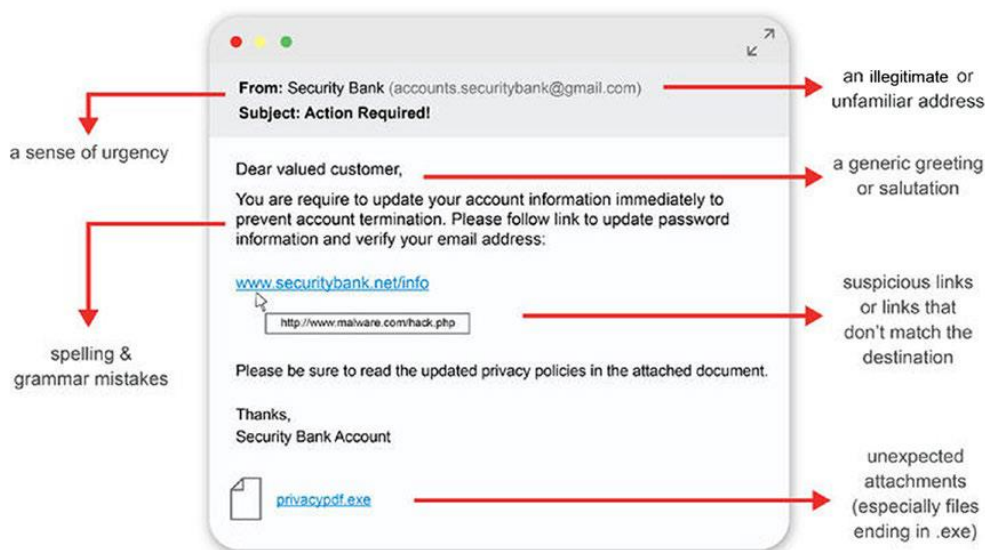 From: Security Bank (accounts.securitybank@gmail.com)
Subject: Action Required!
an illegitimate or
unfamiliar address
a sense of urgency
Dear valued customer,
a generic greeting
or salutation
You are require to update your account information immediately to
prevent account termination. Please follow link to update password
information and verify your email address:
www.securitybank.net/info
http://www.malware.com/hack.php
suspicious links
or links that
don't match the
destination
spelling &
grammar mistakes
Please be sure to read the updated privacy policies in the attached document.
Thanks,
Security Bank Account
privacypdf.exe
unexpected
attachments
(especially files
ending in .exe)